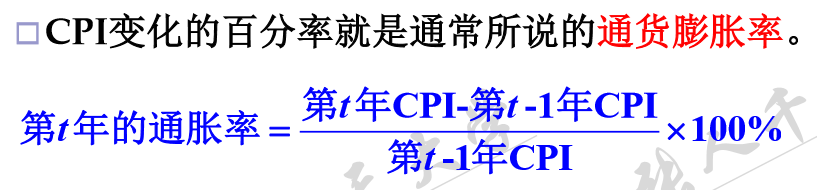 □CPI变化的百分率就是通常所说的通货膨胀率。
第t年CPI-第t-1年CPI
第t年的通胀率=×100%
第t-1年CPI